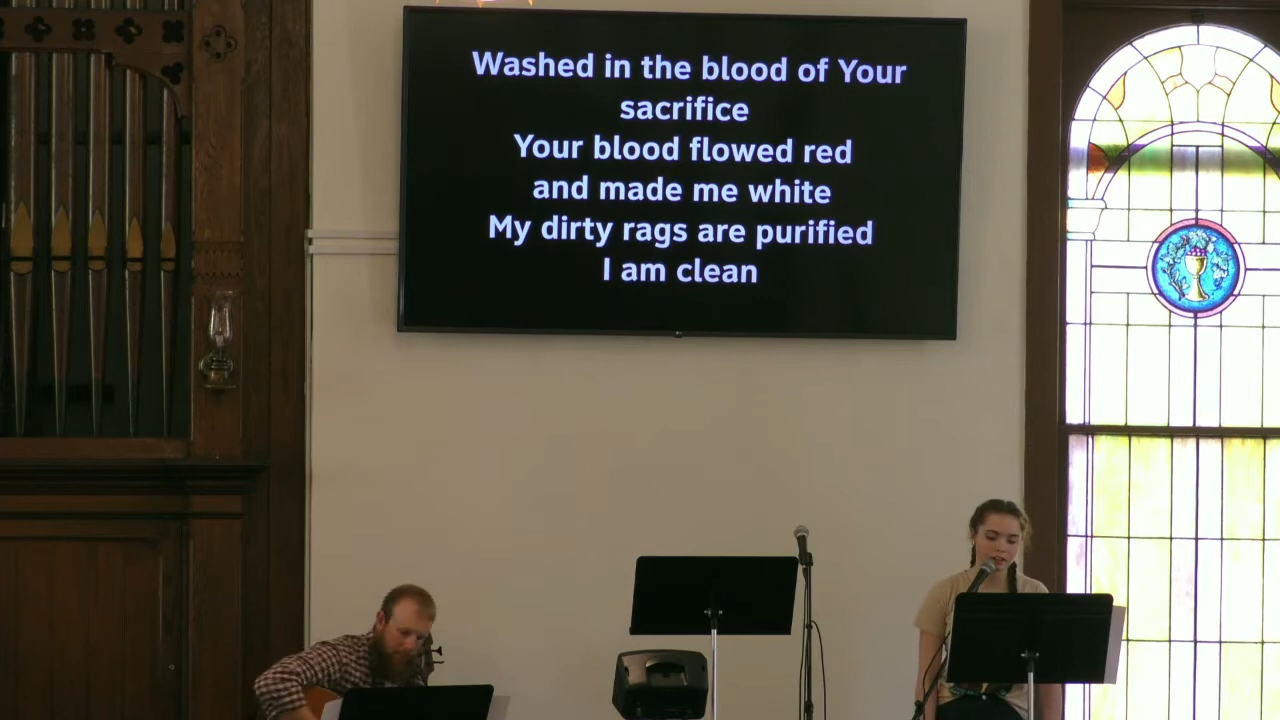 Washed in the blood of Your
sacrifice
Your blood flowed red
and made me white
My dirty rags are purified
I am clean